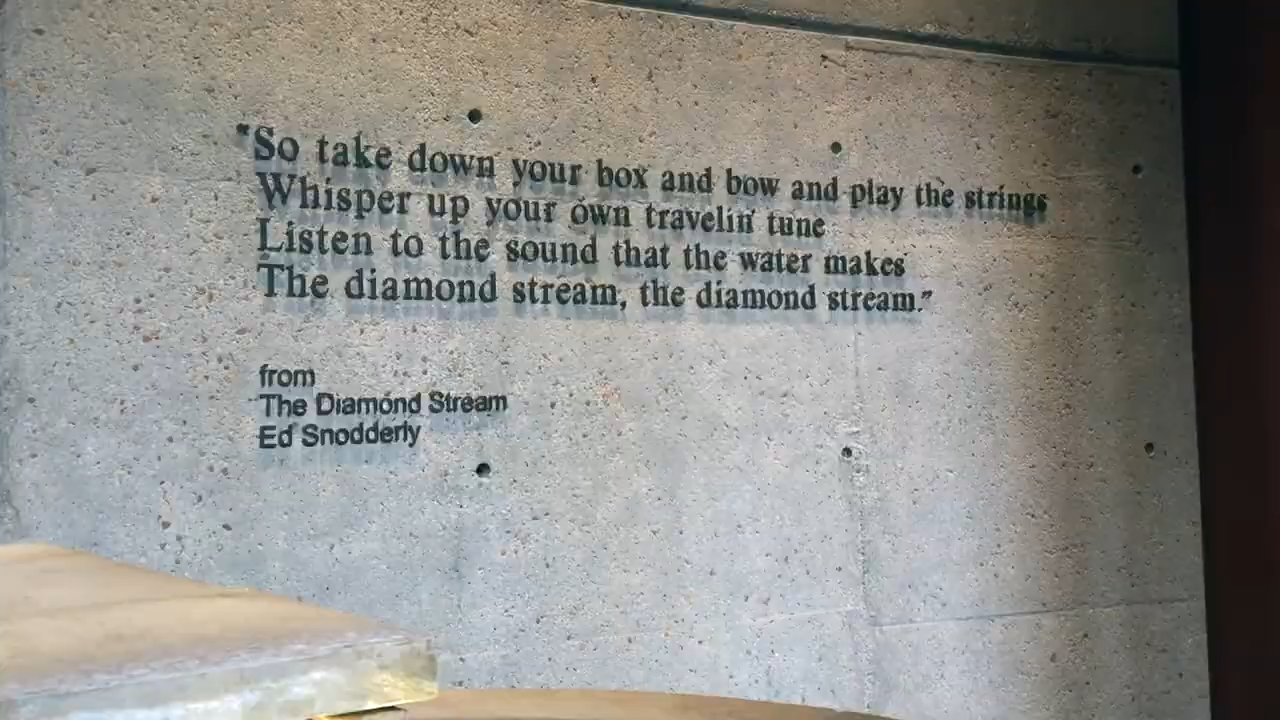 "So take down your box and bow and play the strings
Whisper up your own travelin' tune
Listen to the sound that the water makes
The diamond stream, the diamond stream."
from
The Diamond Stream
Ed Snodderly